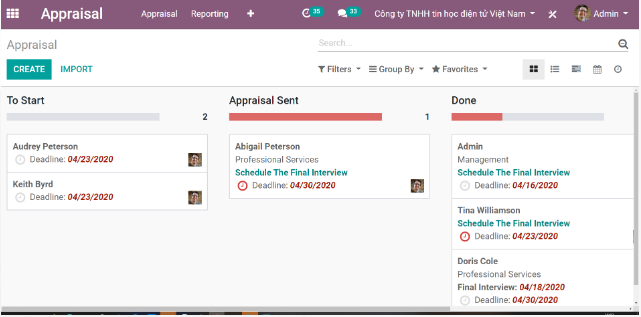 Appraisal
Appraisal
Reporting
35
33
Công ty TNHH tin học điện tử Việt Nam
Admin
Appraisal
Search...
CREATE
IMPORT
Filters
Group By
Favorites
To Start
2
Audrey Peterson
Deadline: 04/23/2020
Keith Byrd
Deadline: 04/23/2020
Appraisal Sent
1
Abigail Peterson
Professional Services
Schedule The Final Interview
Deadline: 04/30/2020
Done
Admin
Management
Schedule The Final Interview
Deadline: 04/16/2020
Tina Williamson
Schedule The Final Interview
Deadline: 04/23/2020
Doris Cole
Professional Services
Final Interview: 04/18/2020
Deadline: 04/30/2020